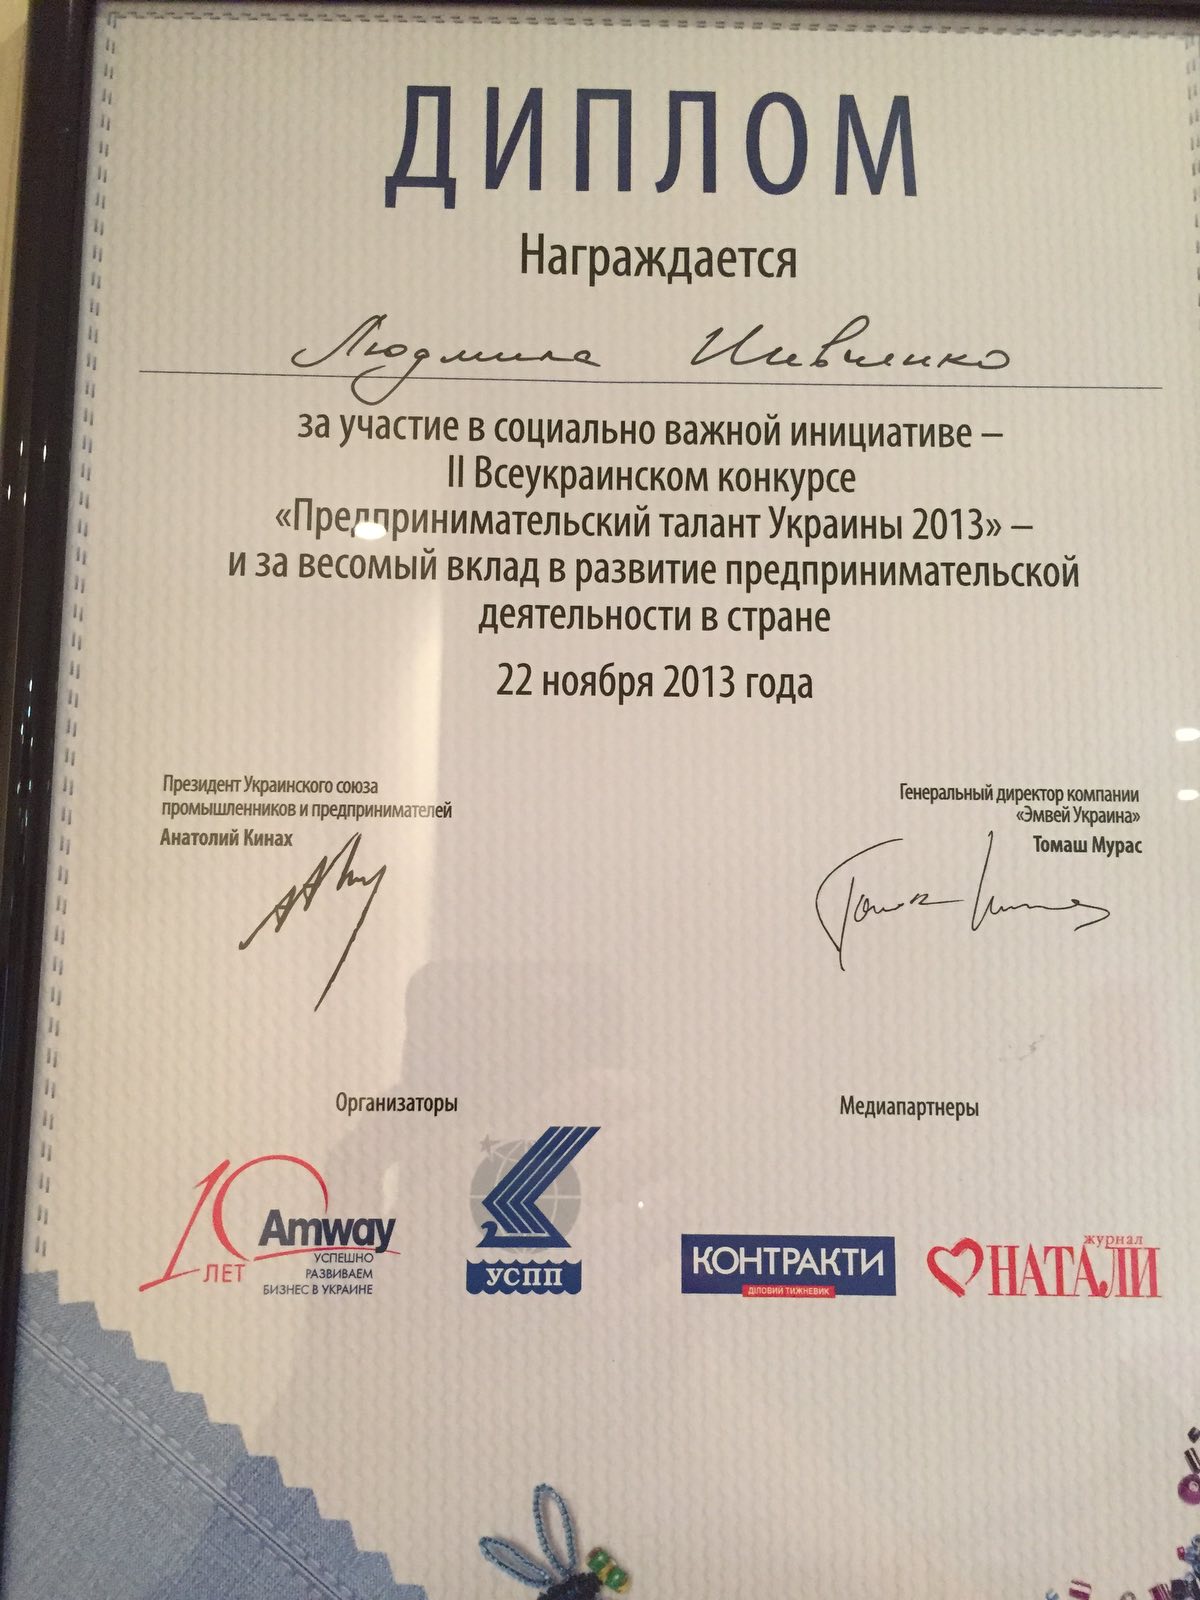 ДИПЛОМ
Награждается
Людмила
за участие в социально важной инициативе –
II Всеукраинском конкурсе
«Предпринимательский талант Украины 2013» –
и за весомый вклад в развитие предпринимательской
деятельности в стране
22 ноября 2013 года
Президент Украинского союза
промышленников и предпринимателей
Анатолий Кинах
Генеральный директор компании
«Эмвей Украина»
Томаш Мурас
Организаторы
Медиапартнеры
10 ЛЕТ
Amway
УСПЕШНО
РАЗВИВАЕМ
БИЗНЕС В УКРАИНЕ
УСПП
КОНТРАКТИ
ДІЛОВИЙ ТИЖНЕВИК
журнал
НАТАЛИ